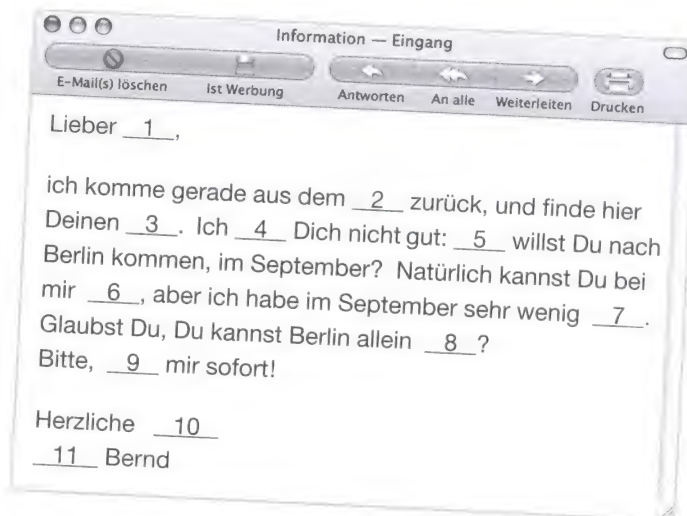 Information — Eingang
E-Mail(s) löschen Ist Werbung Antworten An alle Weiterleiten Drucken
Lieber 1,
ich komme gerade aus dem 2 zurück, und finde hier
Deinen 3. Ich 4 Dich nicht gut: 5 willst Du nach
Berlin kommen, im September? Natürlich kannst Du bei
mir 6, aber ich habe im September sehr wenig 7.
Glaubst Du, Du kannst Berlin allein 8?
Bitte, 9 mir sofort!
Herzliche 10
11 Bernd